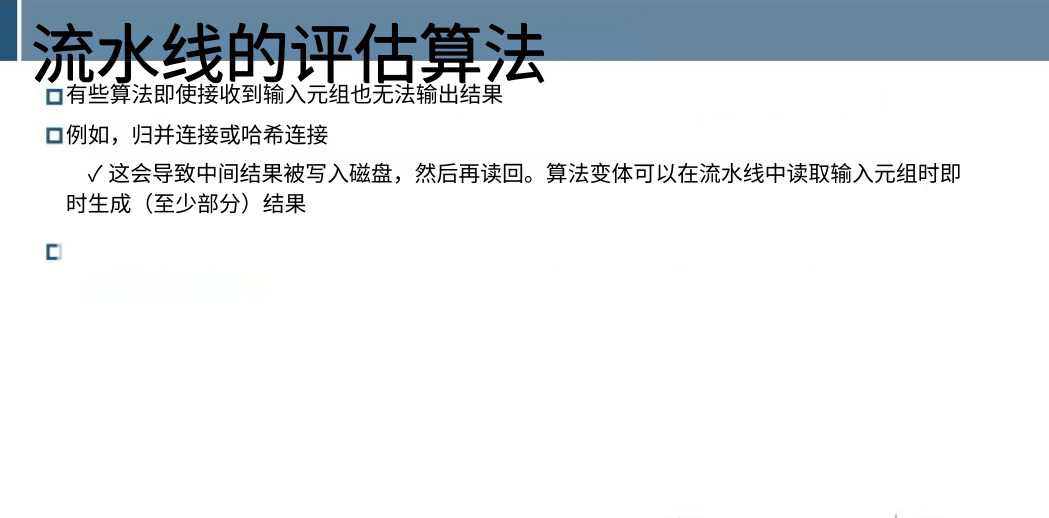 流水线的评估算法
有些算法即使接收到输入元组也无法输出结果
例如，归并连接或哈希连接
✓ 这会导致中间结果被写入磁盘，然后再读回。算法变体可以在流水线中读取输入元组时即
时生成（至少部分）结果